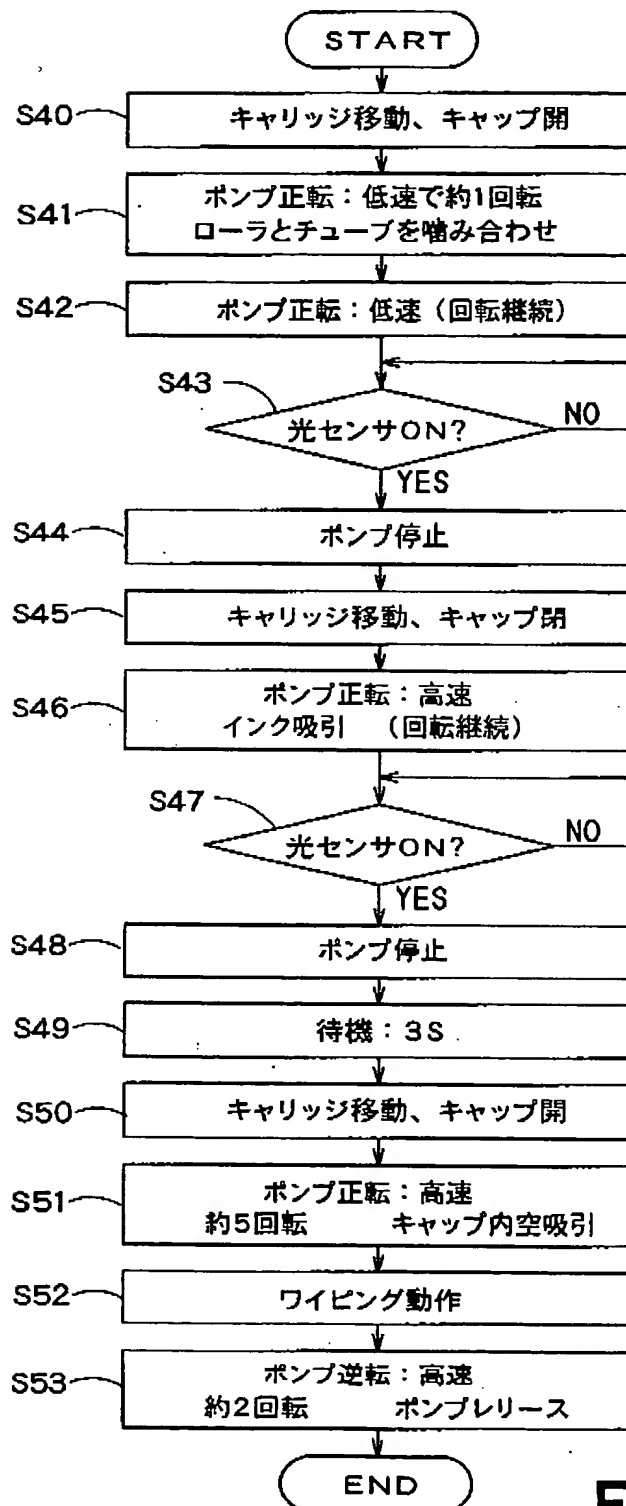 START
S40
キャリッジ移動、キャップ開
S41
ポンプ正転：低速で約1回転
ローラとチューブを噛み合わせ
S42
ポンプ正転：低速（回転継続）
S43
光センサON?
NO
YES
S44
ポンプ停止
S45
キャリッジ移動、キャップ閉
S46
ポンプ正転：高速
インク吸引 （回転継続）
S47
光センサON?
NO
YES
S48
ポンプ停止
S49
待機：3S
S50
キャリッジ移動、キャップ開
S51
ポンプ正転：高速
約5回転 キャップ内空吸引
S52
ワイピング動作
S53
ポンプ逆転：高速
約2回転 ポンプレリース
END